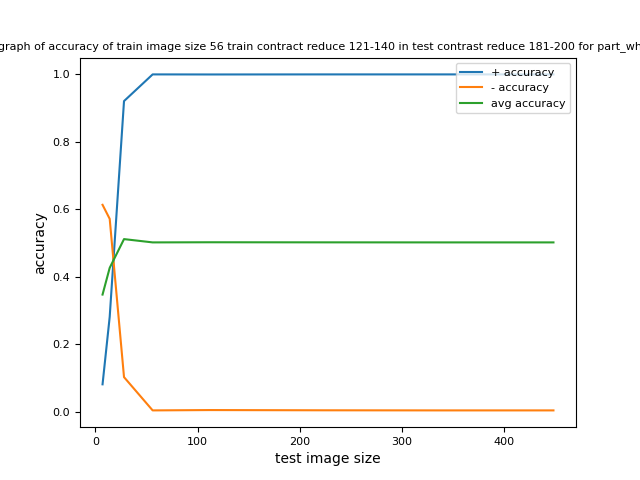 graph of accuracy of train image size 56 train contract reduce 121-140 in test contrast reduce 181-200 for
+ accuracy
- accuracy
avg accuracy
accuracy
1.0
0.8
0.6
0.4
0.2
0.0
0 100 200 300 400
test image size